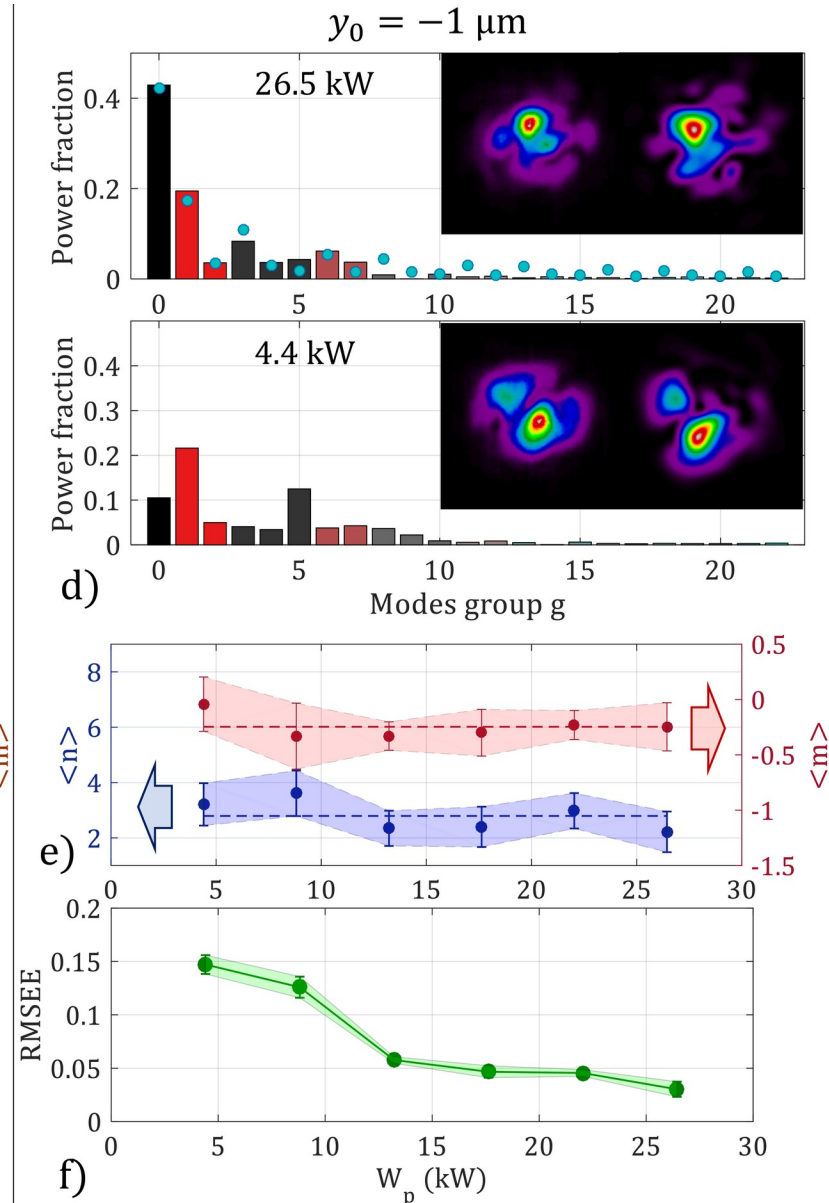 y₀ = −1 μm
26.5 kW
Power fraction
0.4
0.2
0
0 5 10 15 20
4.4 kW
Power fraction
0.4
0.3
0.2
0.1
0
0 5 10 15 20
Modes group g
d)
<m>
<n>
8
6
4
2
0.5
0
-0.5
-1
-1.5
<m>
e)
0 5 10 15 20 25 30
RMSEE
0.2
0.15
0.1
0.05
0
0 5 10 15 20 25 30
W_p (kW)
f)